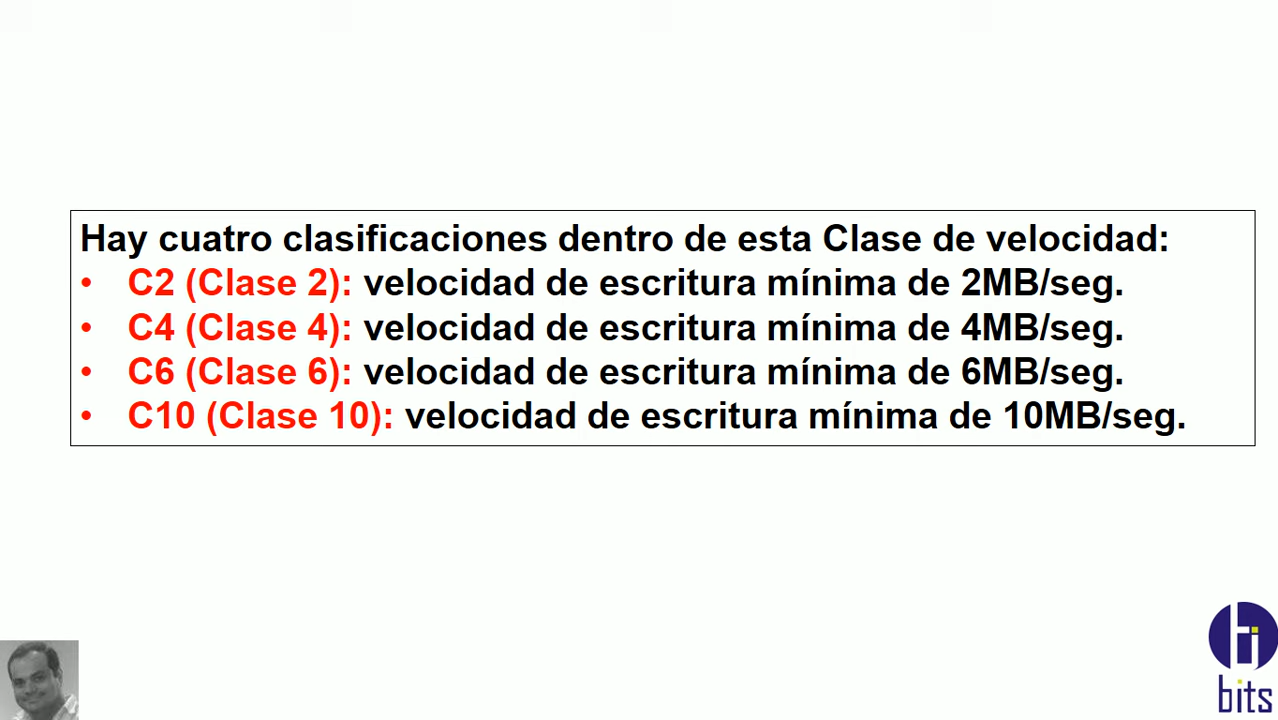 Hay cuatro clasificaciones dentro de esta Clase de velocidad:
• C2 (Clase 2): velocidad de escritura mínima de 2MB/seg.
• C4 (Clase 4): velocidad de escritura mínima de 4MB/seg.
• C6 (Clase 6): velocidad de escritura mínima de 6MB/seg.
• C10 (Clase 10): velocidad de escritura mínima de 10MB/seg.
bits